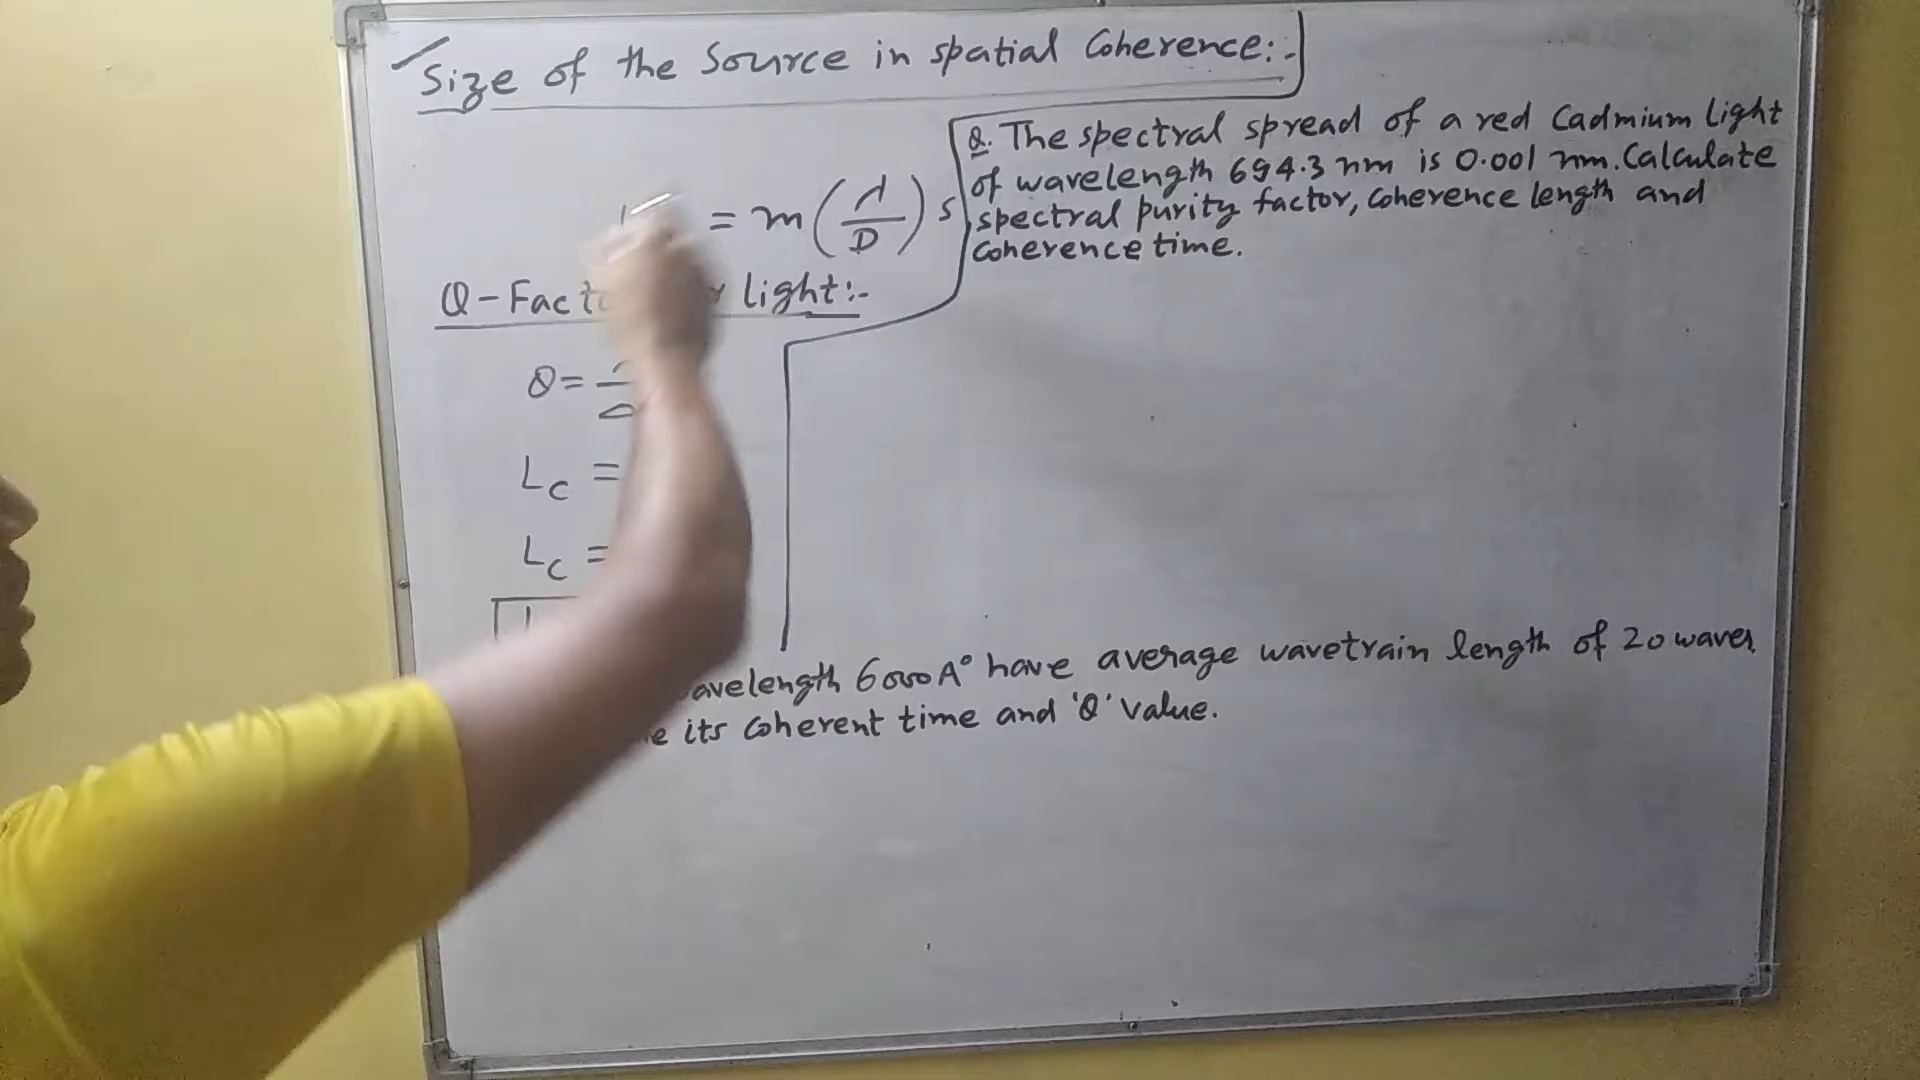 Size of the Source in spatial Coherence:-
= m(λ/D) s
Q-Fact light:-
Q =
Lc =
Lc =
Q. The spectral spread of a red Cadmium light
of wavelength 694.3 nm is 0.001 nm. Calculate
spectral purity factor, Coherence length and
Coherence time.
avelength 6000 A° have average wavetrain length of 20 waves
e its coherent time and 'Q' value.